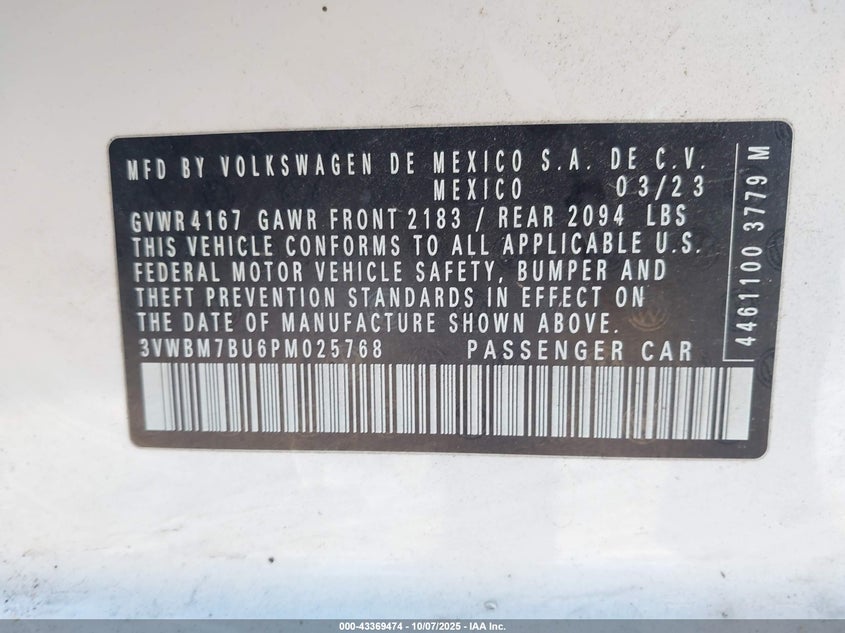 MFD BY VOLKSWAGEN DE MEXICO S.A. DE C.V.
MEXICO 03/23
GVWR 4167 GAWR FRONT 2183 / REAR 2094 LBS
THIS VEHICLE CONFORMS TO ALL APPLICABLE U.S.
FEDERAL MOTOR VEHICLE SAFETY, BUMPER AND
THEFT PREVENTION STANDARDS IN EFFECT ON
THE DATE OF MANUFACTURE SHOWN ABOVE.
3VWBM7BU6PM025768 PASSENGER CAR
4461100 3779 M
000-43369474 - 10/07/2025 - IAA Inc.